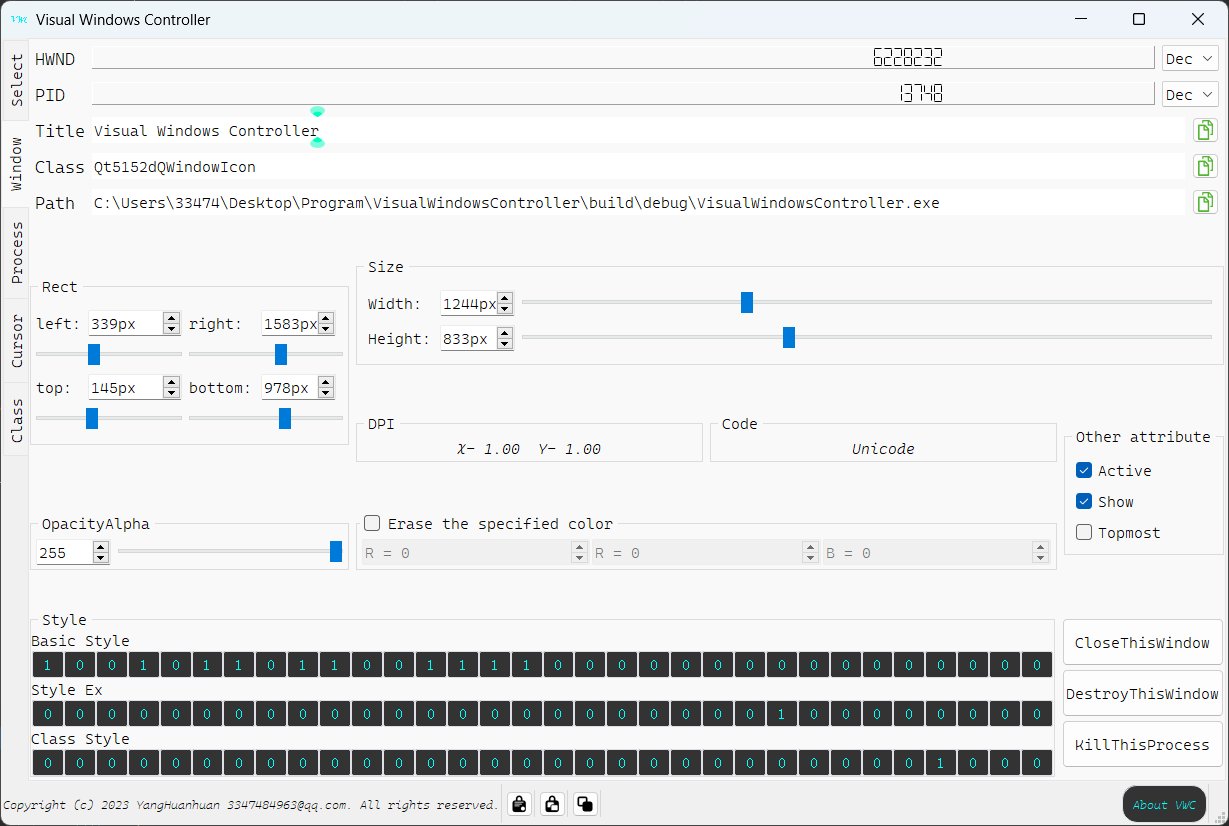 VWC Visual Windows Controller
Select
Window
Process
Cursor
Class
HWND 6228232 Dec
PID 13748 Dec
Title Visual Windows Controller
Class Qt5152dQWindowIcon
Path C:\Users\33474\Desktop\Program\VisualWindowsController\build\debug\VisualWindowsController.exe
Rect
left: 339px right: 1583px
top: 145px bottom: 978px
Size
Width: 1244px
Height: 833px
DPI
X- 1.00 Y- 1.00
Code
Unicode
Other attribute
Active
Show
Topmost
OpacityAlpha
255
Erase the specified color
R = 0 R = 0 B = 0
Style
Basic Style
1 0 0 1 0 1 1 0 1 1 0 0 1 1 1 1 0 0 0 0 0 0 0 0 0 0 0 0 0 0 0 0
Style Ex
0 0 0 0 0 0 0 0 0 0 0 0 0 0 0 0 0 0 0 0 0 0 0 1 0 0 0 0 0 0 0 0
Class Style
0 0 0 0 0 0 0 0 0 0 0 0 0 0 0 0 0 0 0 0 0 0 0 0 0 0 0 0 1 0 0 0
CloseThisWindow
DestroyThisWindow
KillThisProcess
Copyright (c) 2023 YangHuanhuan 3347484963@qq.com. All rights reserved.
About VWC